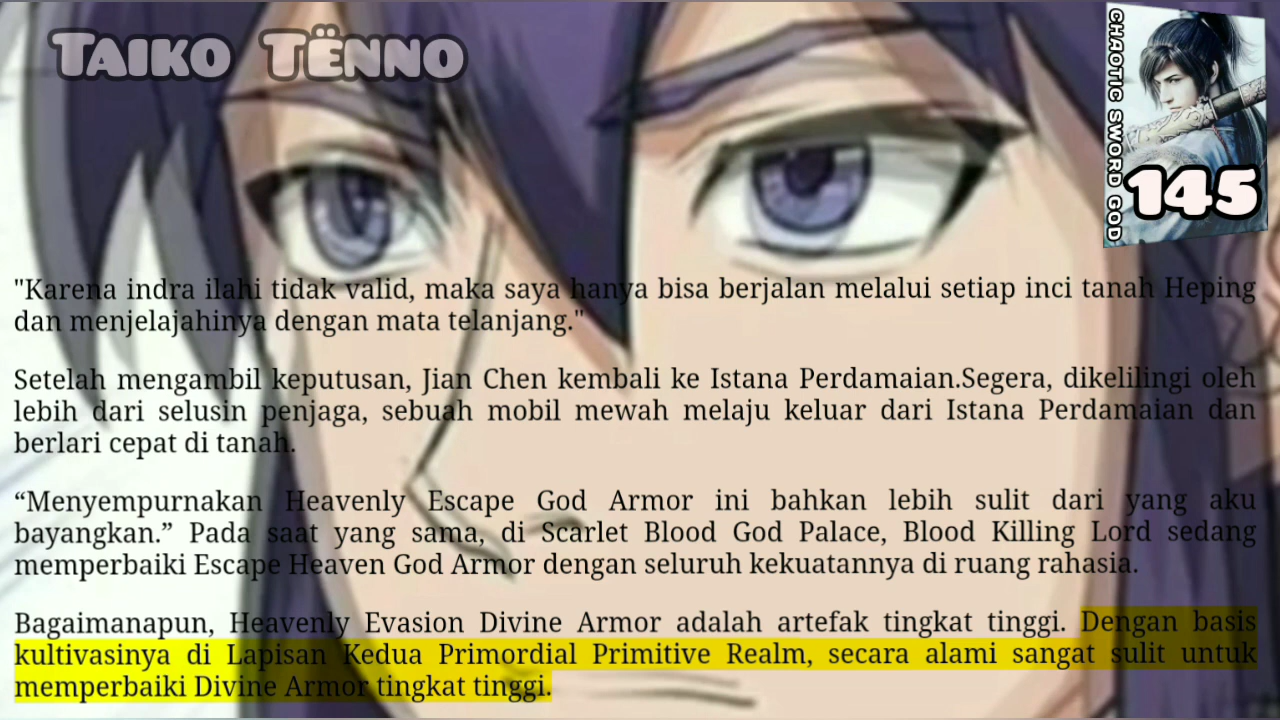 TAIKO TËNNO
CHAOTIC SWORD GOD
145
"Karena indra ilahi tidak valid, maka saya hanya bisa berjalan melalui setiap inci tanah Heping
dan menjelajahinya dengan mata telanjang."
Setelah mengambil keputusan, Jian Chen kembali ke Istana Perdamaian.Segera, dikelilingi oleh
lebih dari selusin penjaga, sebuah mobil mewah melaju keluar dari Istana Perdamaian dan
berlari cepat di tanah.
“Menyempurnakan Heavenly Escape God Armor ini bahkan lebih sulit dari yang aku
bayangkan.” Pada saat yang sama, di Scarlet Blood God Palace, Blood Killing Lord sedang
memperbaiki Escape Heaven God Armor dengan seluruh kekuatannya di ruang rahasia.
Bagaimanapun, Heavenly Evasion Divine Armor adalah artefak tingkat tinggi. Dengan basis
kultivasinya di Lapisan Kedua Primordial Primitive Realm, secara alami sangat sulit untuk
memperbaiki Divine Armor tingkat tinggi.